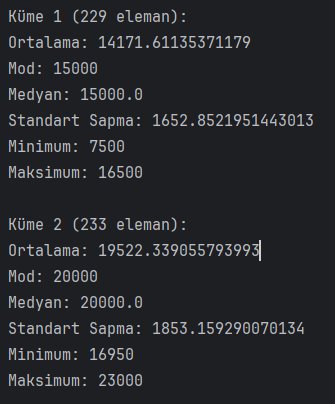 Küme 1 (229 eleman):
Ortalama: 14171.61135371179
Mod: 15000
Medyan: 15000.0
Standart Sapma: 1652.8521951443013
Minimum: 7500
Maksimum: 16500
Küme 2 (233 eleman):
Ortalama: 19522.339055793993
Mod: 20000
Medyan: 20000.0
Standart Sapma: 1853.159290070134
Minimum: 16950
Maksimum: 23000